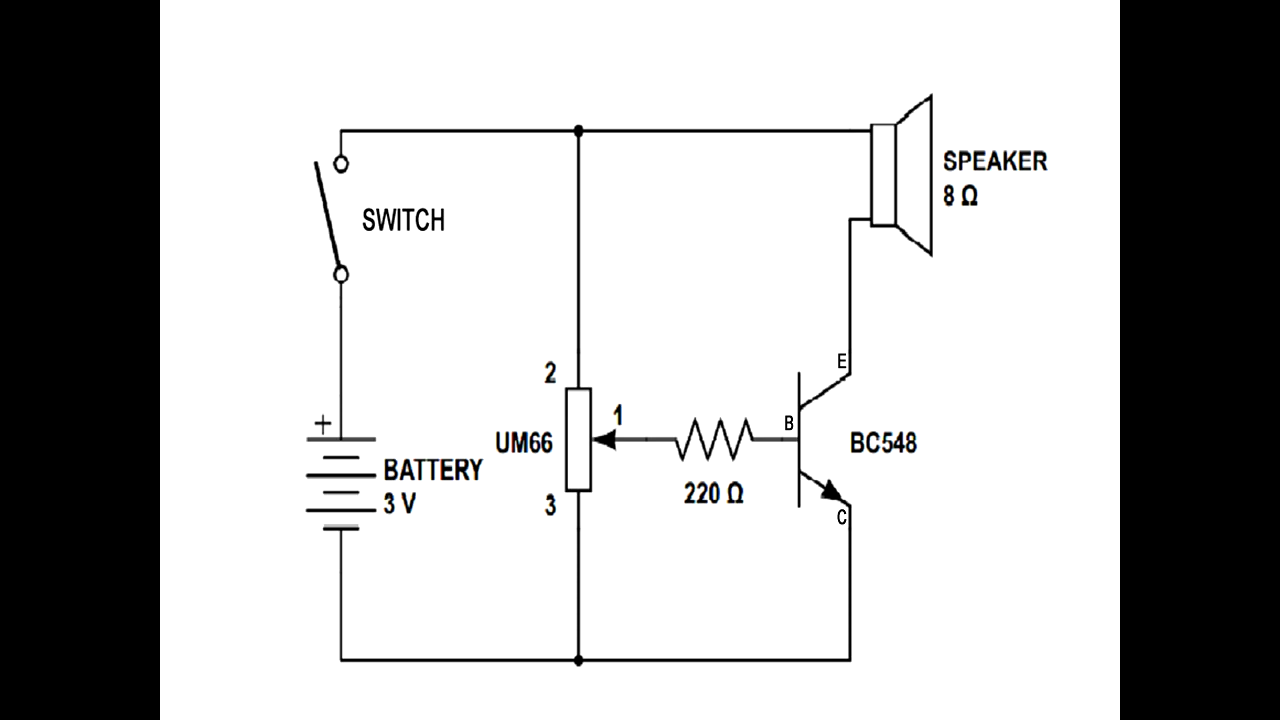 SPEAKER
8 Ω
SWITCH
E
2
1
+
B
UM66
BC548
BATTERY
3 V
220 Ω
3
C